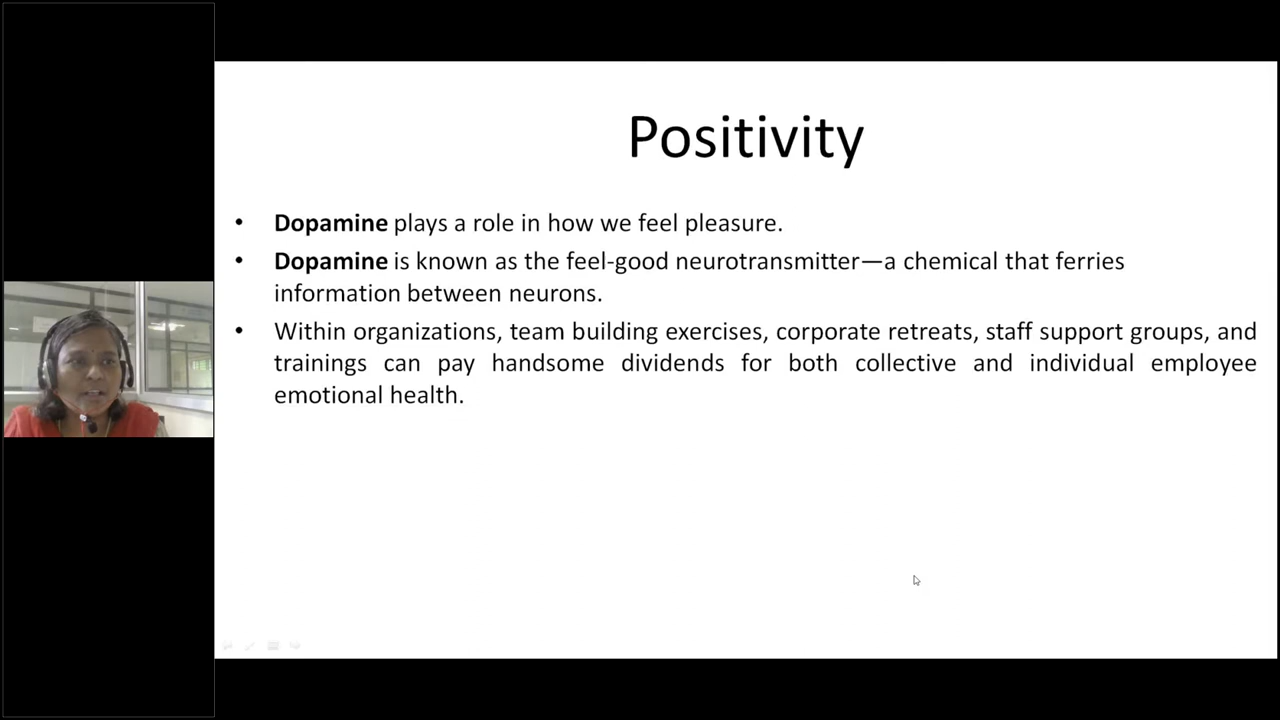 Positivity
• Dopamine plays a role in how we feel pleasure.
• Dopamine is known as the feel-good neurotransmitter—a chemical that ferries
information between neurons.
• Within organizations, team building exercises, corporate retreats, staff support groups, and
trainings can pay handsome dividends for both collective and individual employee
emotional health.